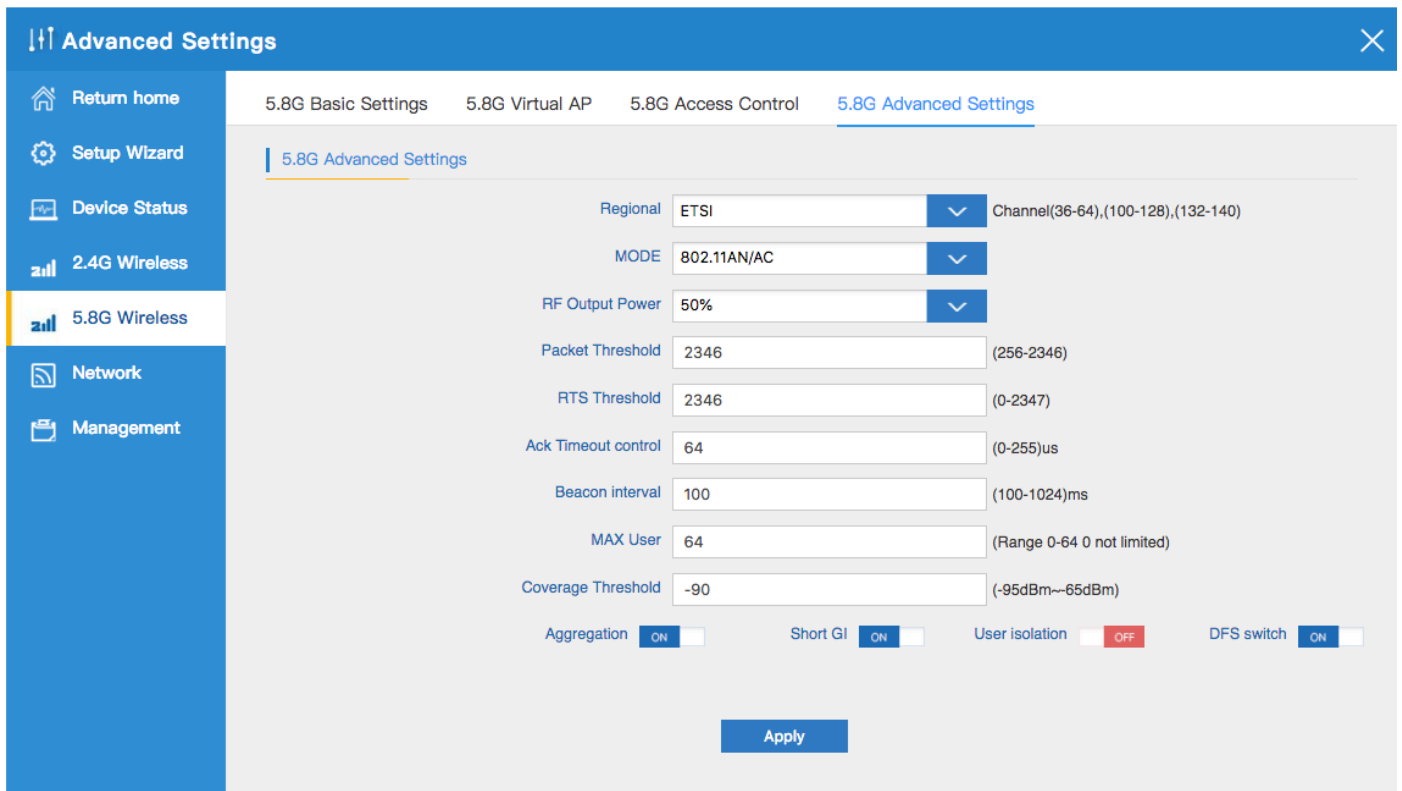 Advanced Settings
Return home
Setup Wizard
Device Status
2.4G Wireless
5.8G Wireless
Network
Management
5.8G Basic Settings 5.8G Virtual AP 5.8G Access Control 5.8G Advanced Settings
5.8G Advanced Settings
Regional ETSI Channel(36-64),(100-128),(132-140)
MODE 802.11AN/AC
RF Output Power 50%
Packet Threshold 2346 (256-2346)
RTS Threshold 2346 (0-2347)
Ack Timeout control 64 (0-255)us
Beacon interval 100 (100-1024)ms
MAX User 64 (Range 0-64 0 not limited)
Coverage Threshold -90 (-95dBm~-65dBm)
Aggregation ON Short GI ON User isolation OFF DFS switch ON
Apply